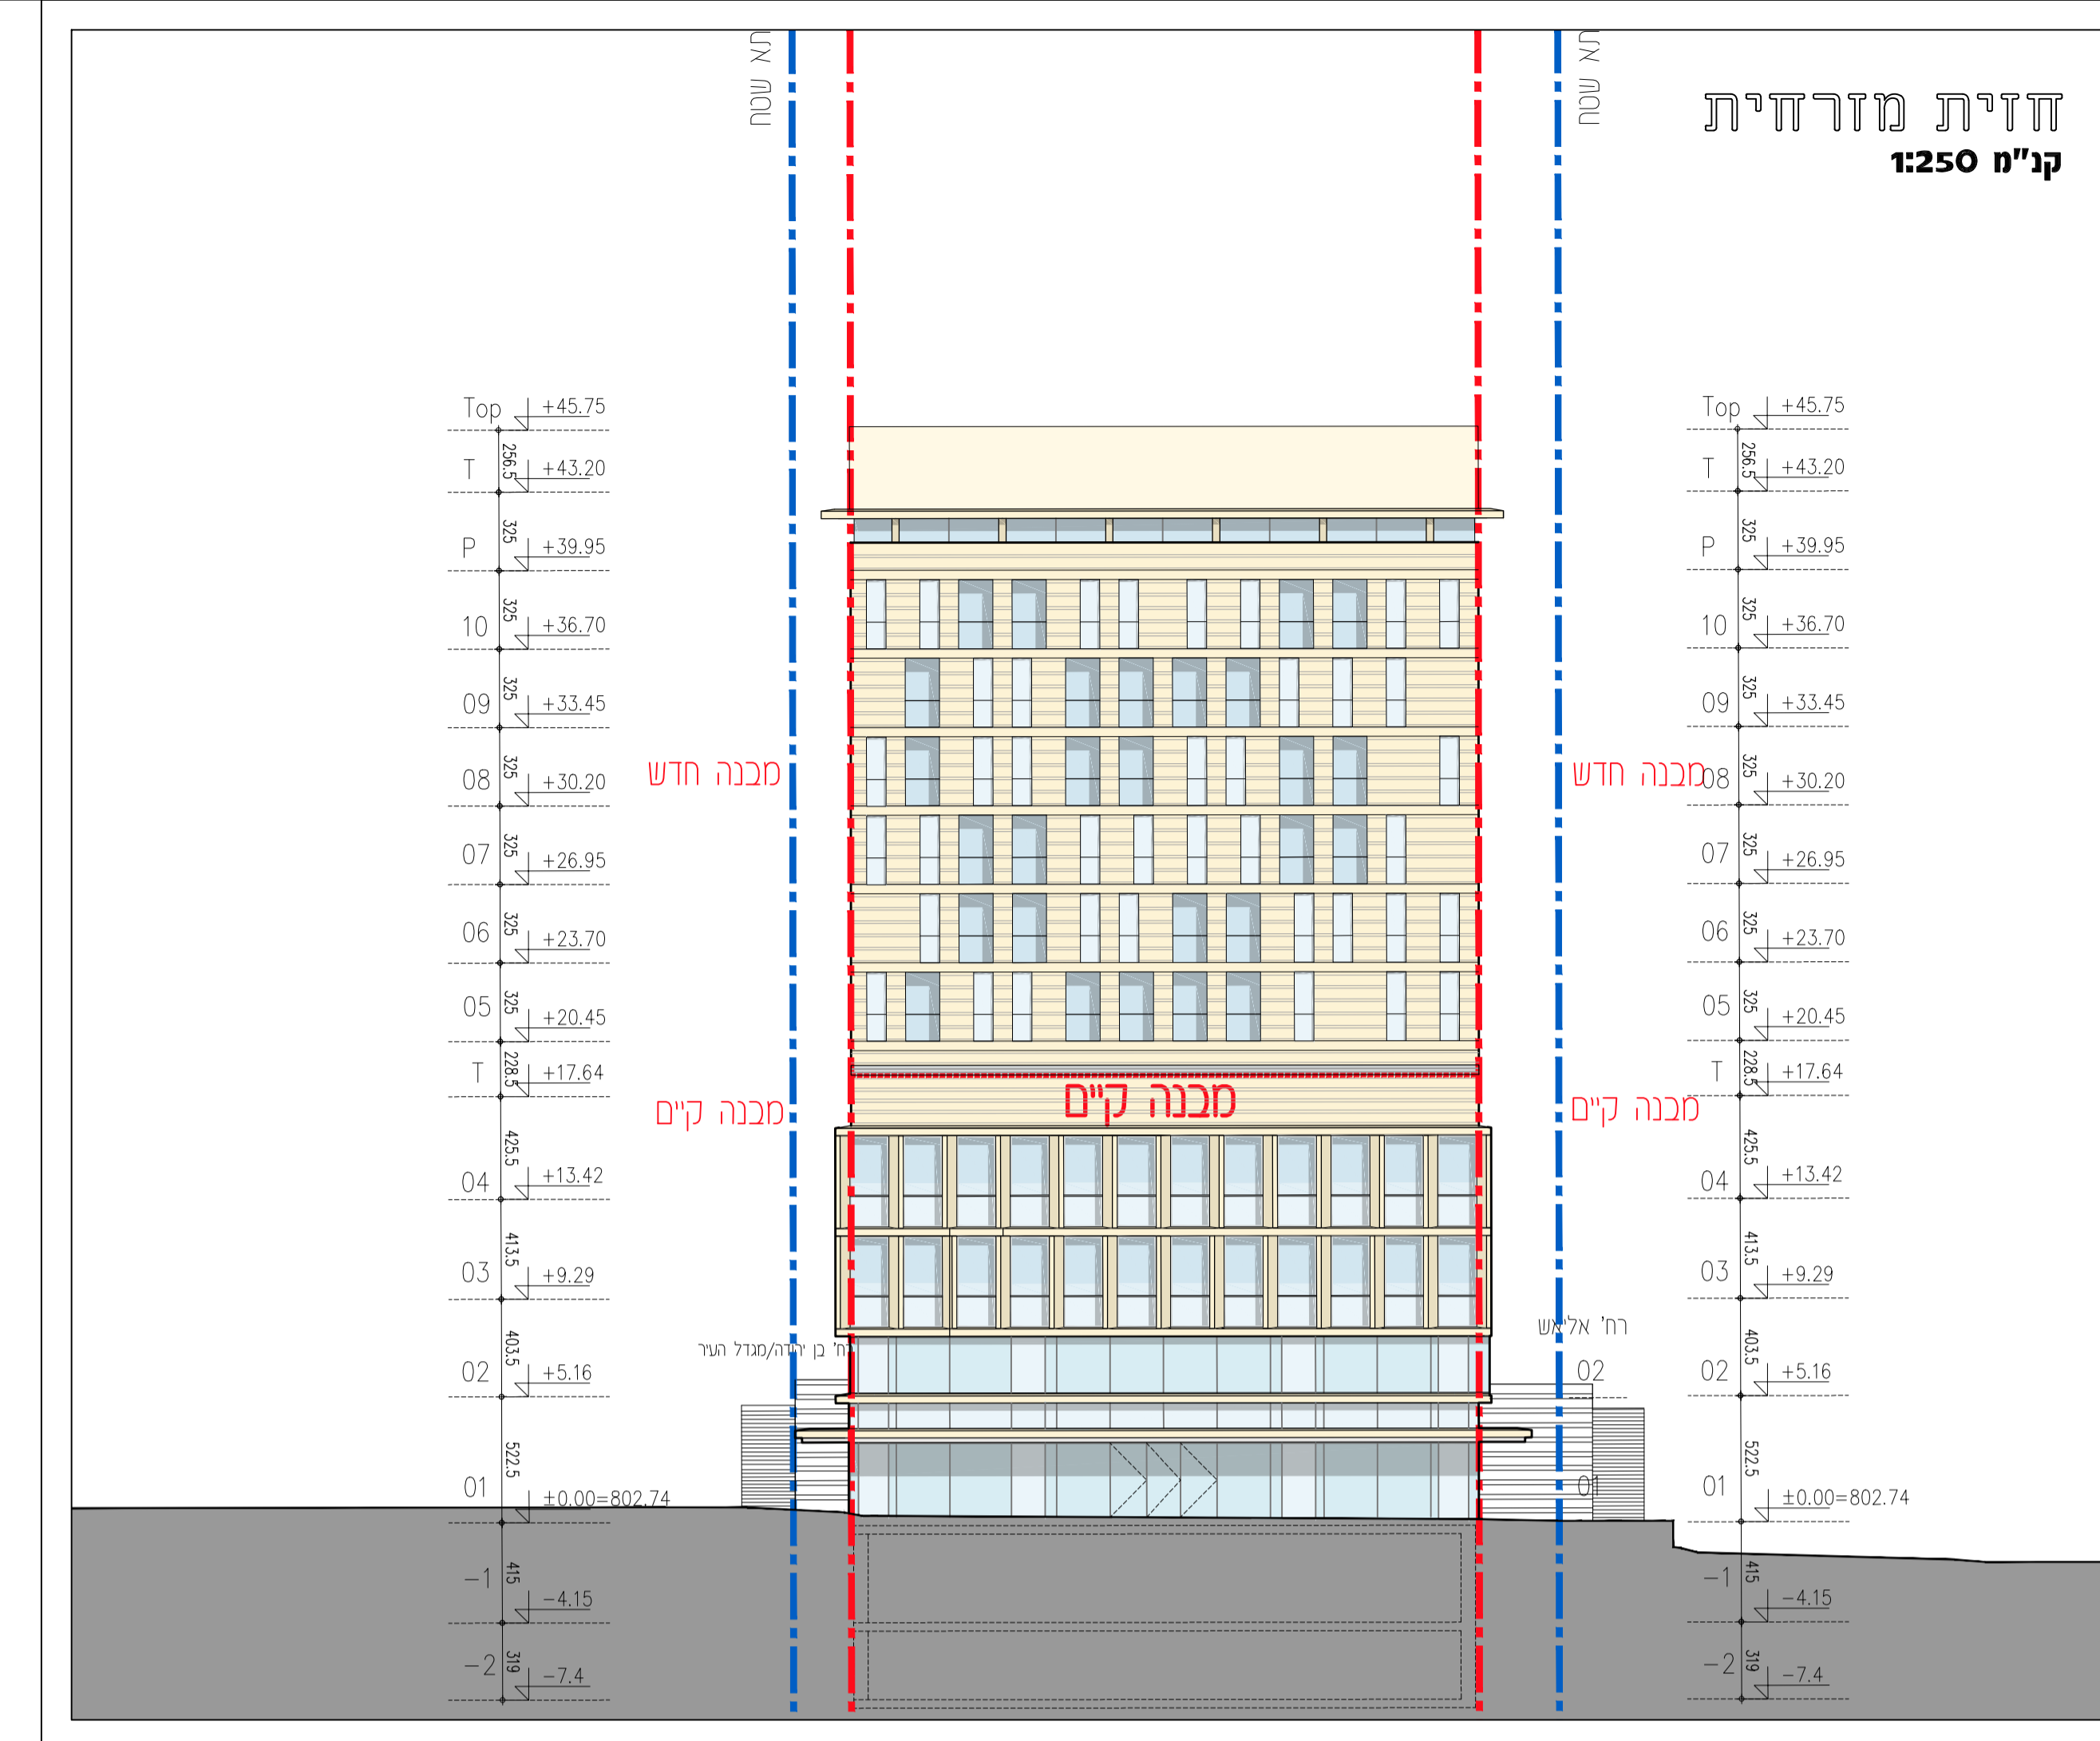 תא שטח
תא שטח
חזית מזרחית
קנ"מ 1:250
Top +45.75
256.5
T +43.20
325
P +39.95
325
10 +36.70
325
09 +33.45
325
08 +30.20
325
07 +26.95
325
06 +23.70
325
05 +20.45
228.5
T +17.64
425.5
04 +13.42
413.5
03 +9.29
403.5
02 +5.16
522.5
01 ±0.00=802.74
415
-1 -4.15
319
-2 -7.4
מבנה חדש
מבנה קיים
מבנה קיים
רח' בן יהודה/מגדל העיר
רח' אליאש
02
01
מבנה חדש
מבנה קיים
Top +45.75
256.5
T +43.20
325
P +39.95
325
10 +36.70
325
09 +33.45
325
08 +30.20
325
07 +26.95
325
06 +23.70
325
05 +20.45
228.5
T +17.64
425.5
04 +13.42
413.5
03 +9.29
403.5
02 +5.16
522.5
01 ±0.00=802.74
415
-1 -4.15
319
-2 -7.4